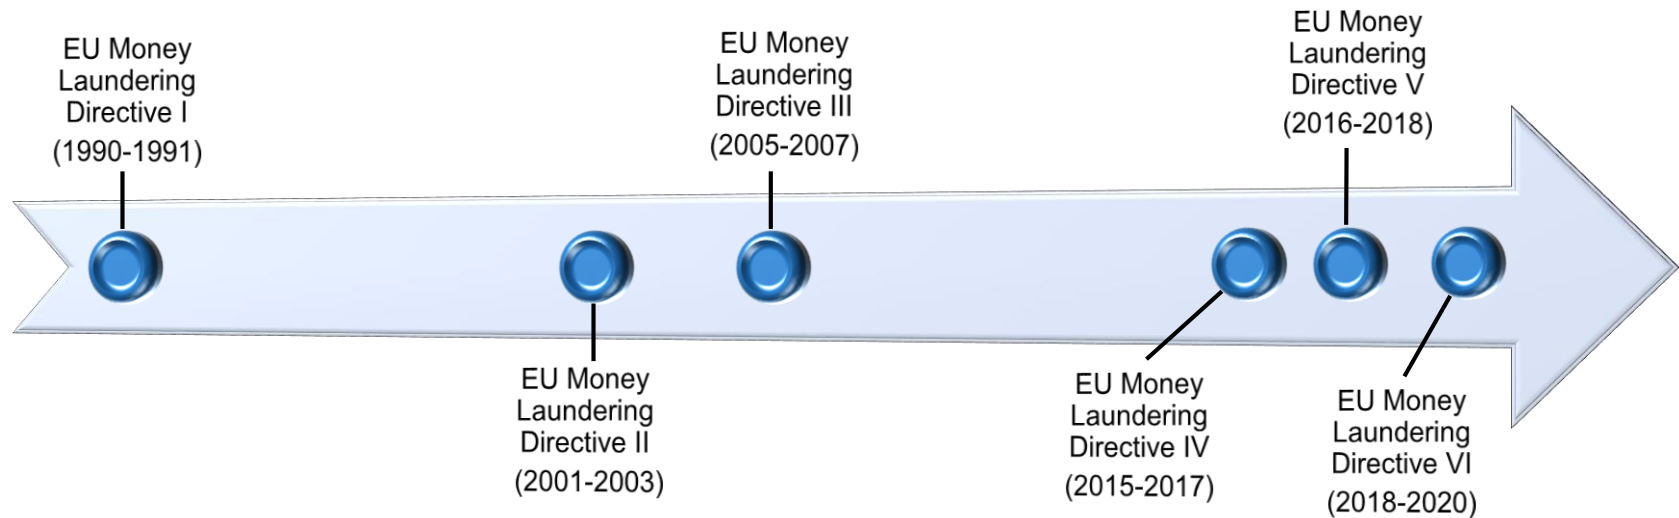 EU Money
Laundering
Directive I
(1990-1991)
EU Money
Laundering
Directive II
(2001-2003)
EU Money
Laundering
Directive III
(2005-2007)
EU Money
Laundering
Directive IV
(2015-2017)
EU Money
Laundering
Directive V
(2016-2018)
EU Money
Laundering
Directive VI
(2018-2020)